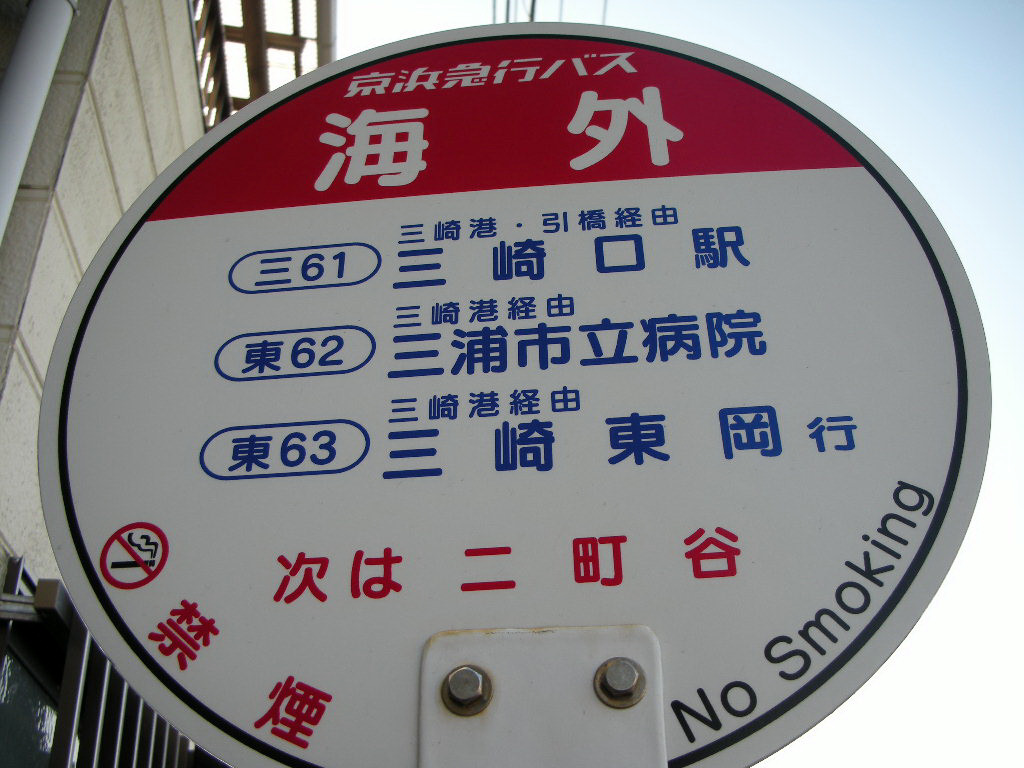 京浜急行バス
海外
三崎港・引橋経由
三61 三崎口駅
三崎港経由
東62 三浦市立病院
三崎港経由
東63 三崎東岡行
次は 二町谷
禁煙
No Smoking